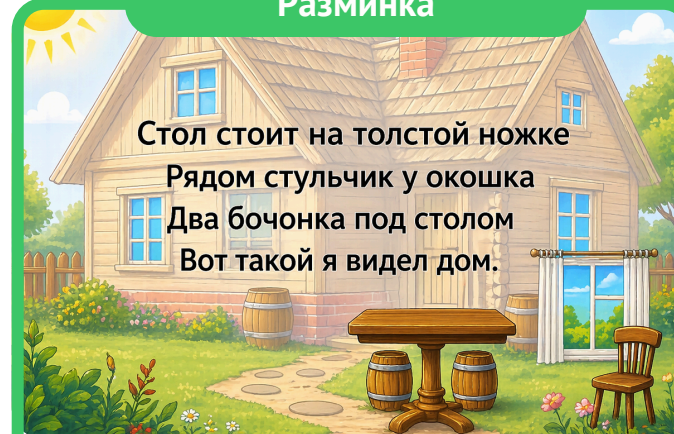 Разминка
Стол стоит на толстой ножке
Рядом стульчик у окошка
Два бочонка под столом
Вот такой я видел дом.